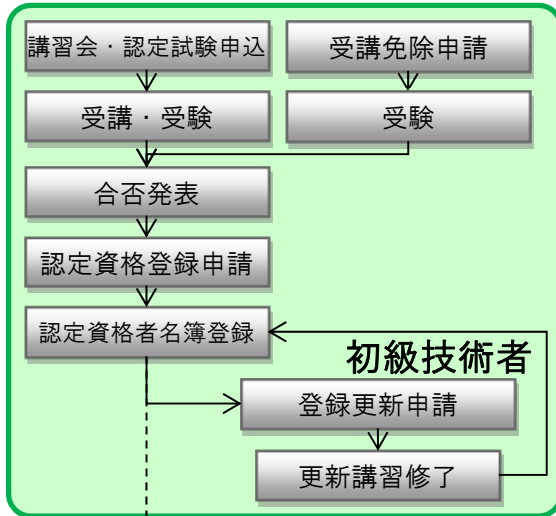 講習会・認定試験申込
受講免除申請
受講・受験
受験
合否発表
認定資格登録申請
認定資格者名簿登録
初級技術者
登録更新申請
更新講習修了